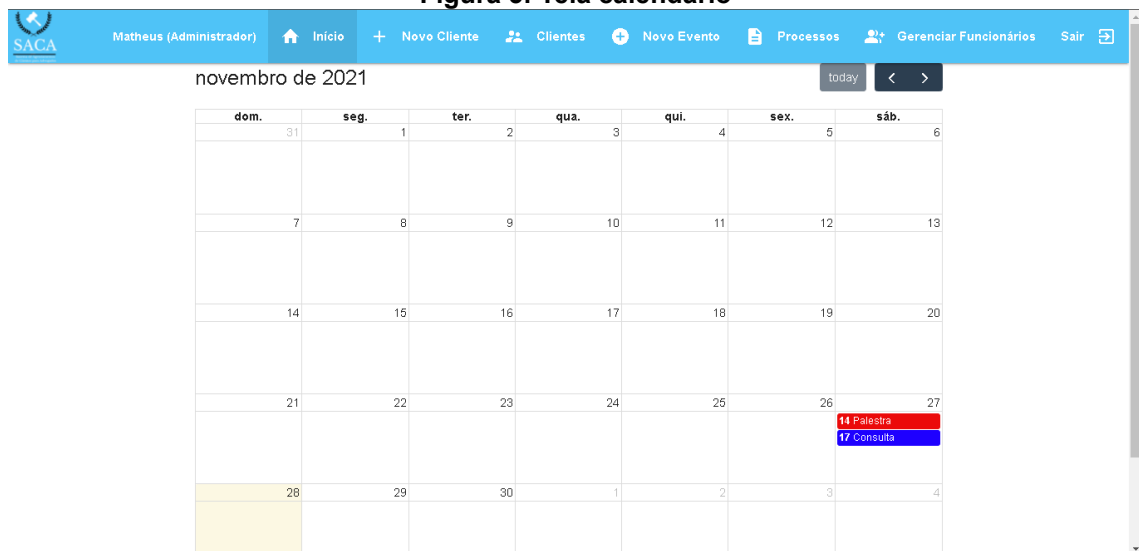 SACA
Matheus (Administrador) Início Novo Cliente Clientes Novo Evento Processos Gerenciar Funcionários Sair
novembro de 2021 today
dom. seg. ter. qua. qui. sex. sáb.
31 1 2 3 4 5 6
7 8 9 10 11 12 13
14 15 16 17 18 19 20
21 22 23 24 25 26 27
14 Palestra
17 Consulta
28 29 30 1 2 3 4